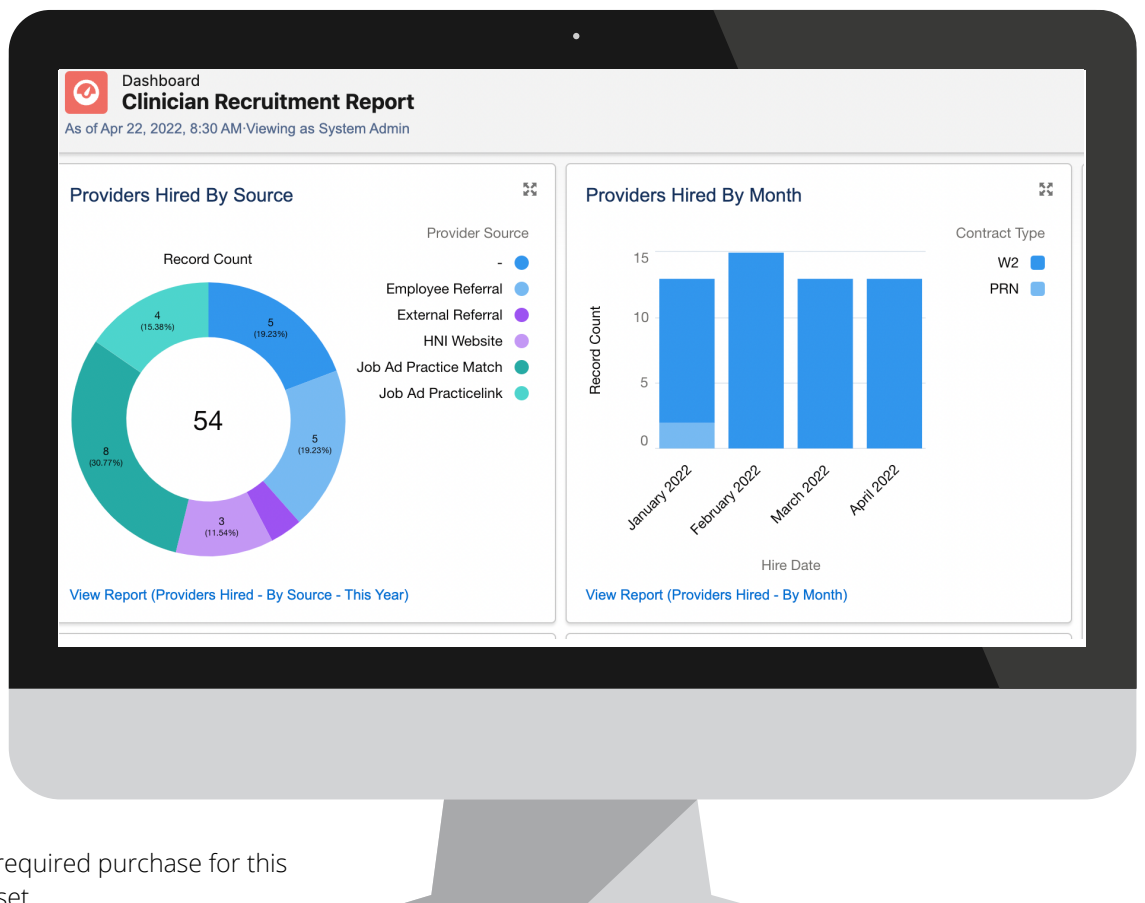 Dashboard
Clinician Recruitment Report
As of Apr 22, 2022, 8:30 AM·Viewing as System Admin
Providers Hired By Source
Provider Source
Record Count
-
Employee Referral
External Referral
HNI Website
Job Ad Practice Match
Job Ad Practicelink
4
(15.38%)
5
(19.23%)
54
5
(19.23%)
8
(30.77%)
3
(11.54%)
View Report (Providers Hired - By Source - This Year)
Providers Hired By Month
Contract Type
W2
PRN
15
10
5
0
Record Count
January 2022
February 2022
March 2022
April 2022
Hire Date
View Report (Providers Hired - By Month)
required purchase for this
set